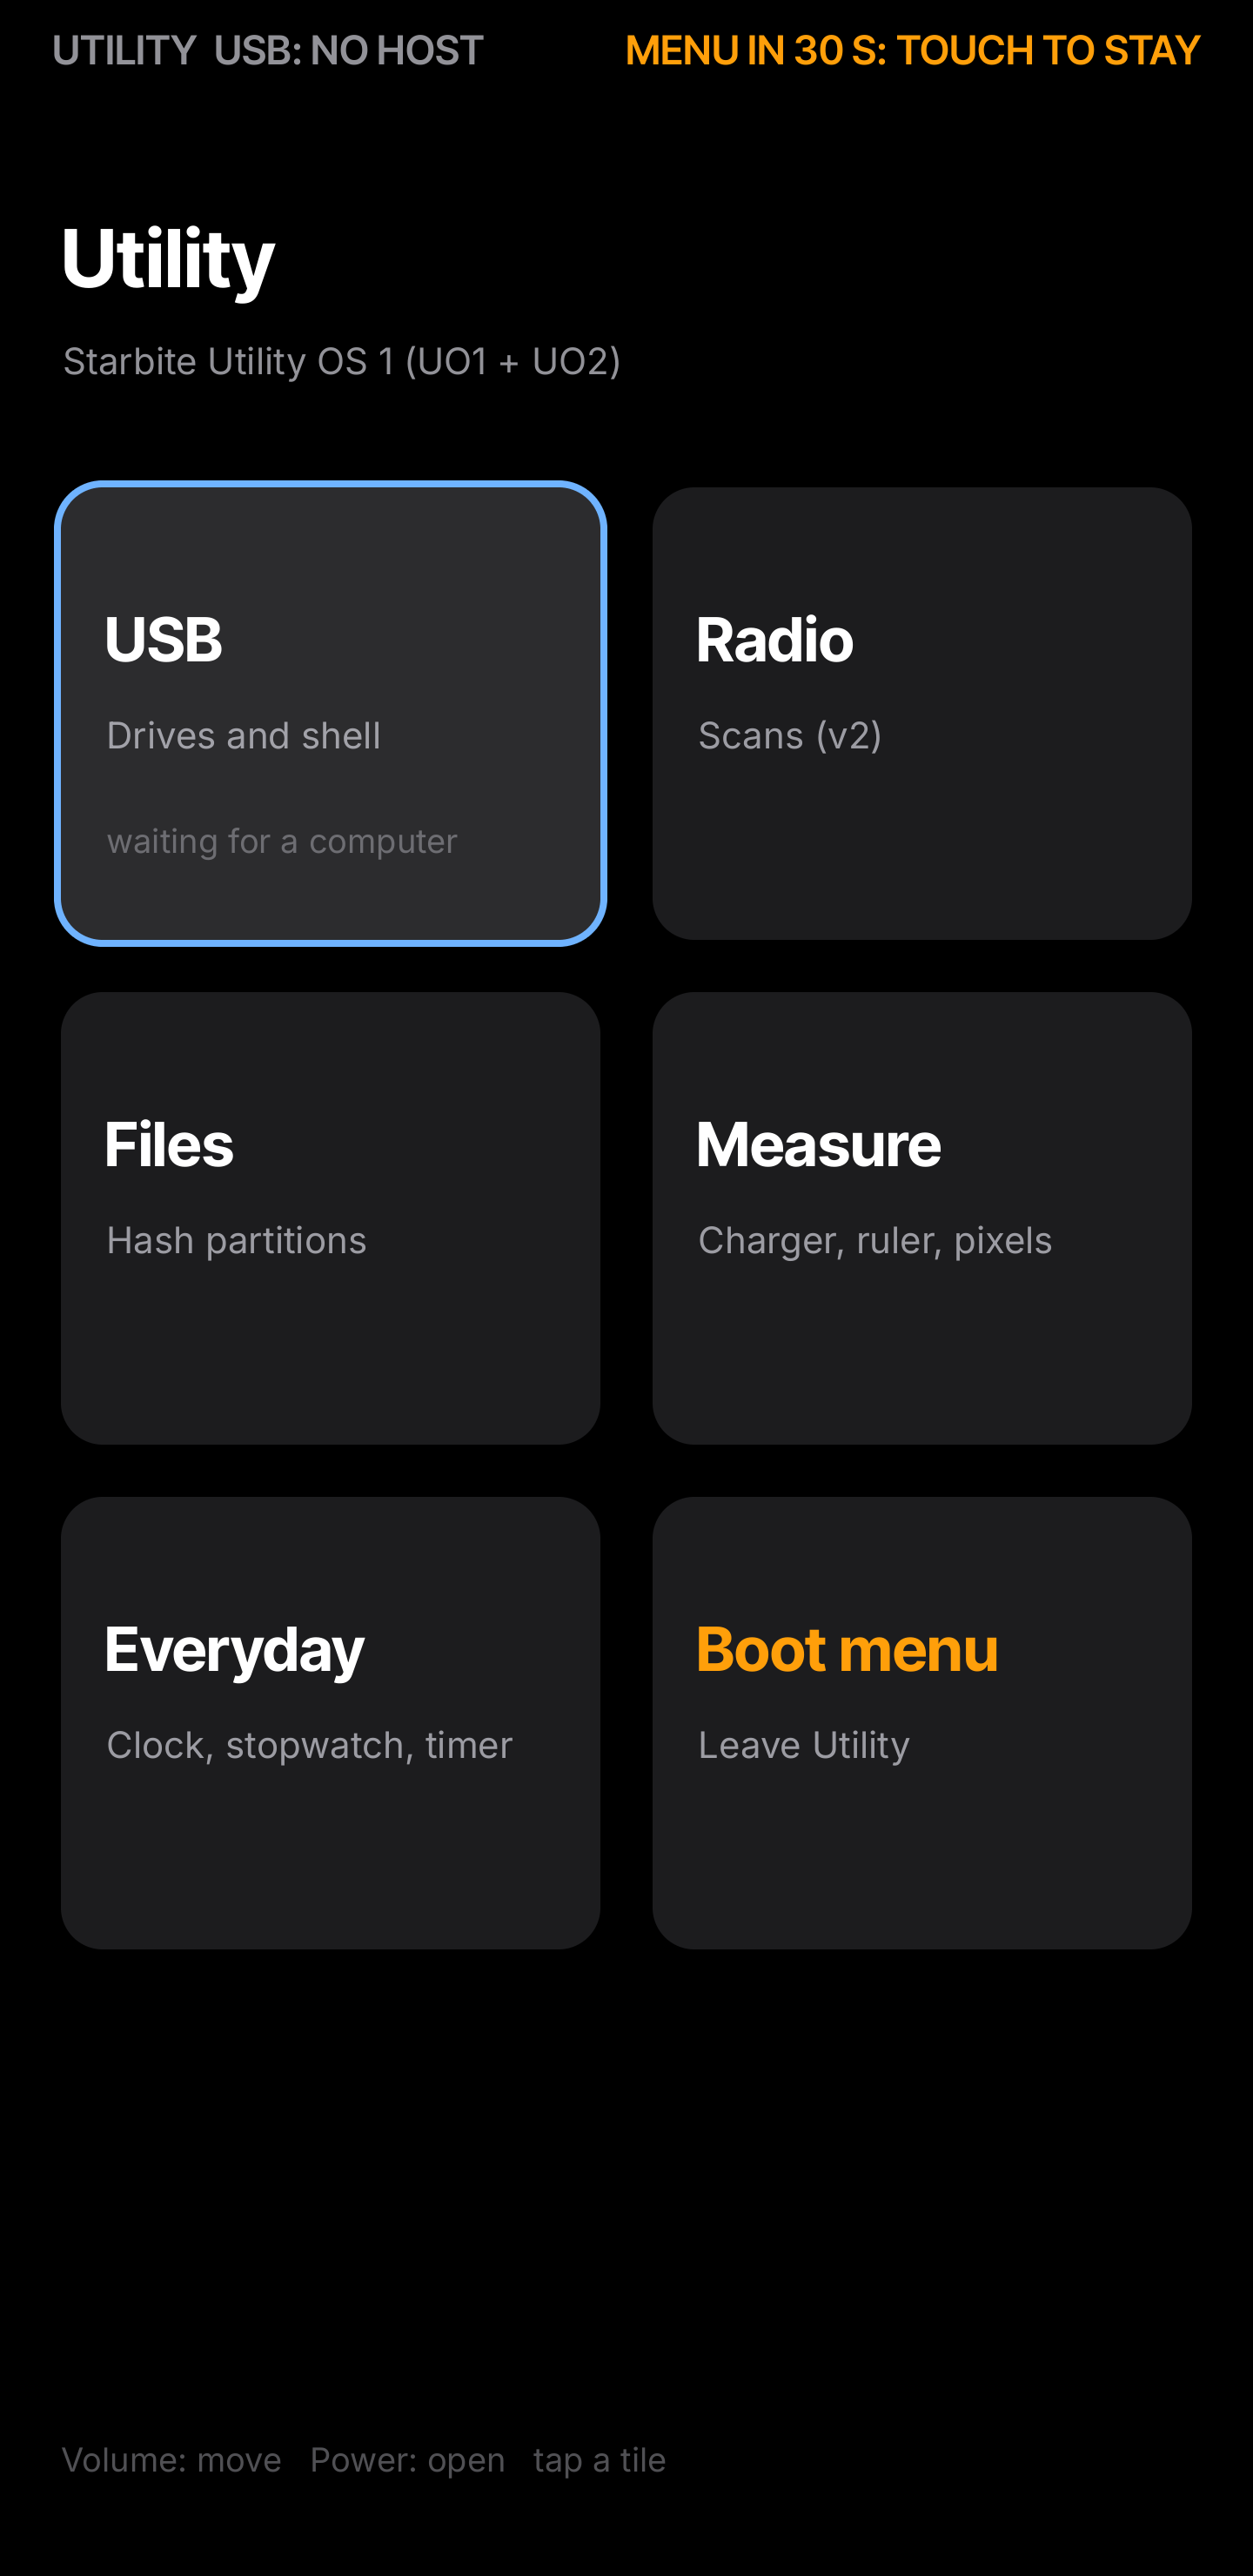 UTILITY USB: NO HOST
MENU IN 30 S: TOUCH TO STAY
Utility
Starbite Utility OS 1 (UO1 + UO2)
USB
Drives and shell
waiting for a computer
Radio
Scans (v2)
Files
Hash partitions
Measure
Charger, ruler, pixels
Everyday
Clock, stopwatch, timer
Boot menu
Leave Utility
Volume: move Power: open tap a tile